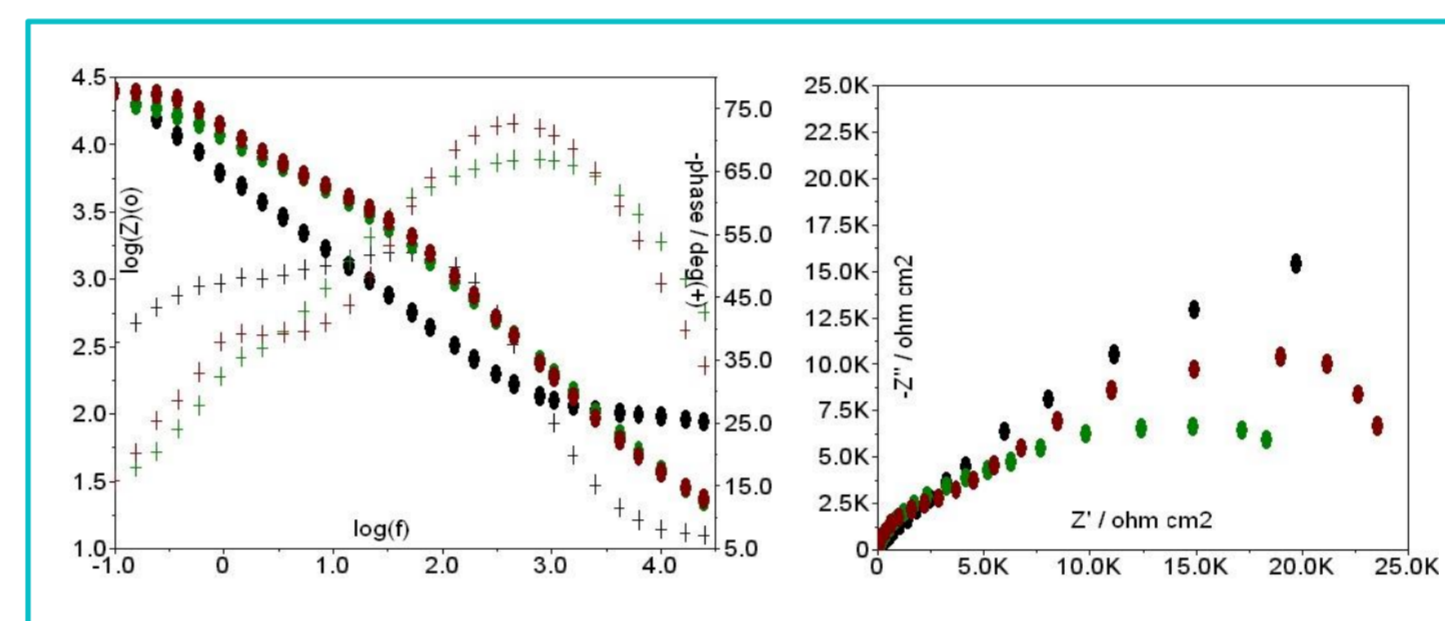 4.5
4.0
3.5
3.0
2.5
2.0
1.5
1.0
log(Z)(o)
-1.0 0 1.0 2.0 3.0 4.0
log(f)
75.0
65.0
55.0
45.0
35.0
25.0
15.0
5.0
-phase / deg(+)
25.0K
22.5K
20.0K
17.5K
15.0K
12.5K
10.0K
7.5K
5.0K
2.5K
0
-Z'' / ohm cm2
Z' / ohm cm2
0 5.0K 10.0K 15.0K 20.0K 25.0K